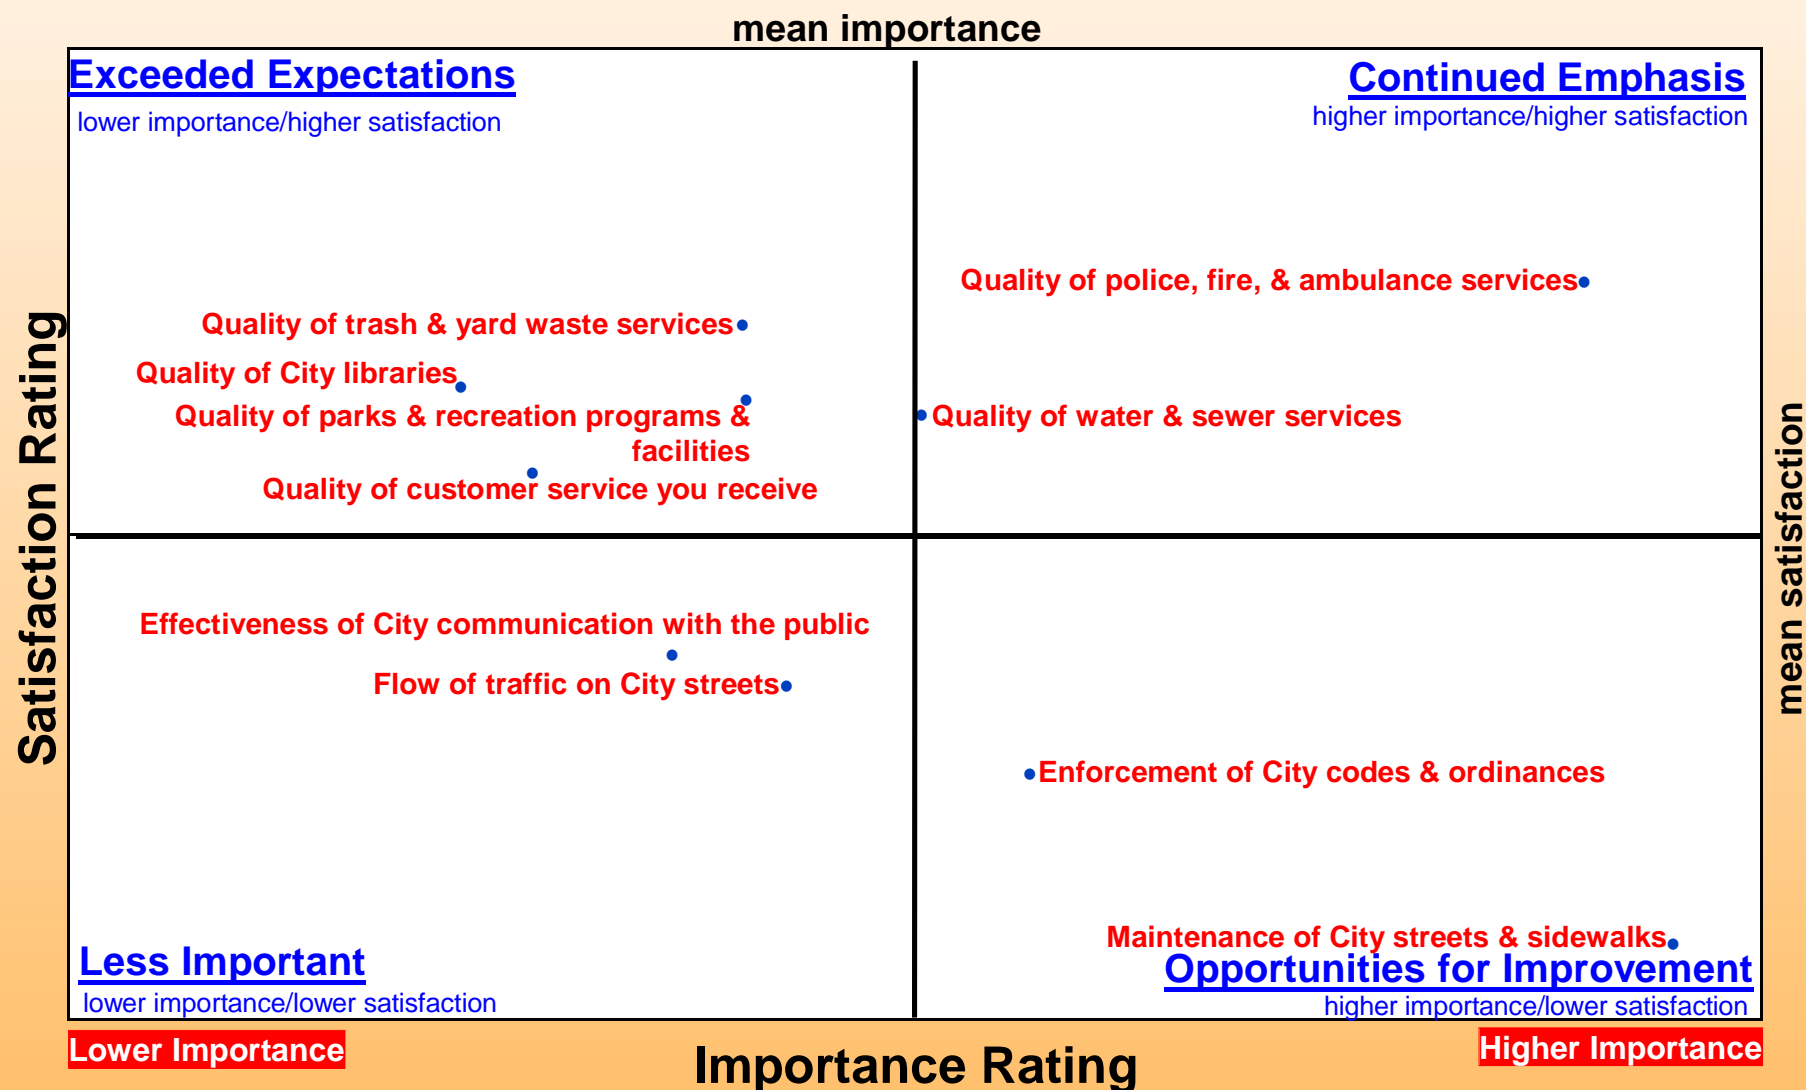 mean importance
Exceeded Expectations
lower importance/higher satisfaction
Continued Emphasis
higher importance/higher satisfaction
Quality of police, fire, & ambulance services
Quality of trash & yard waste services
Quality of City libraries
Quality of parks & recreation programs &
facilities
Quality of water & sewer services
Quality of customer service you receive
Satisfaction Rating
mean satisfaction
Effectiveness of City communication with the public
Flow of traffic on City streets
Enforcement of City codes & ordinances
Maintenance of City streets & sidewalks
Less Important
lower importance/lower satisfaction
Opportunities for Improvement
higher importance/lower satisfaction
Lower Importance
Importance Rating
Higher Importance